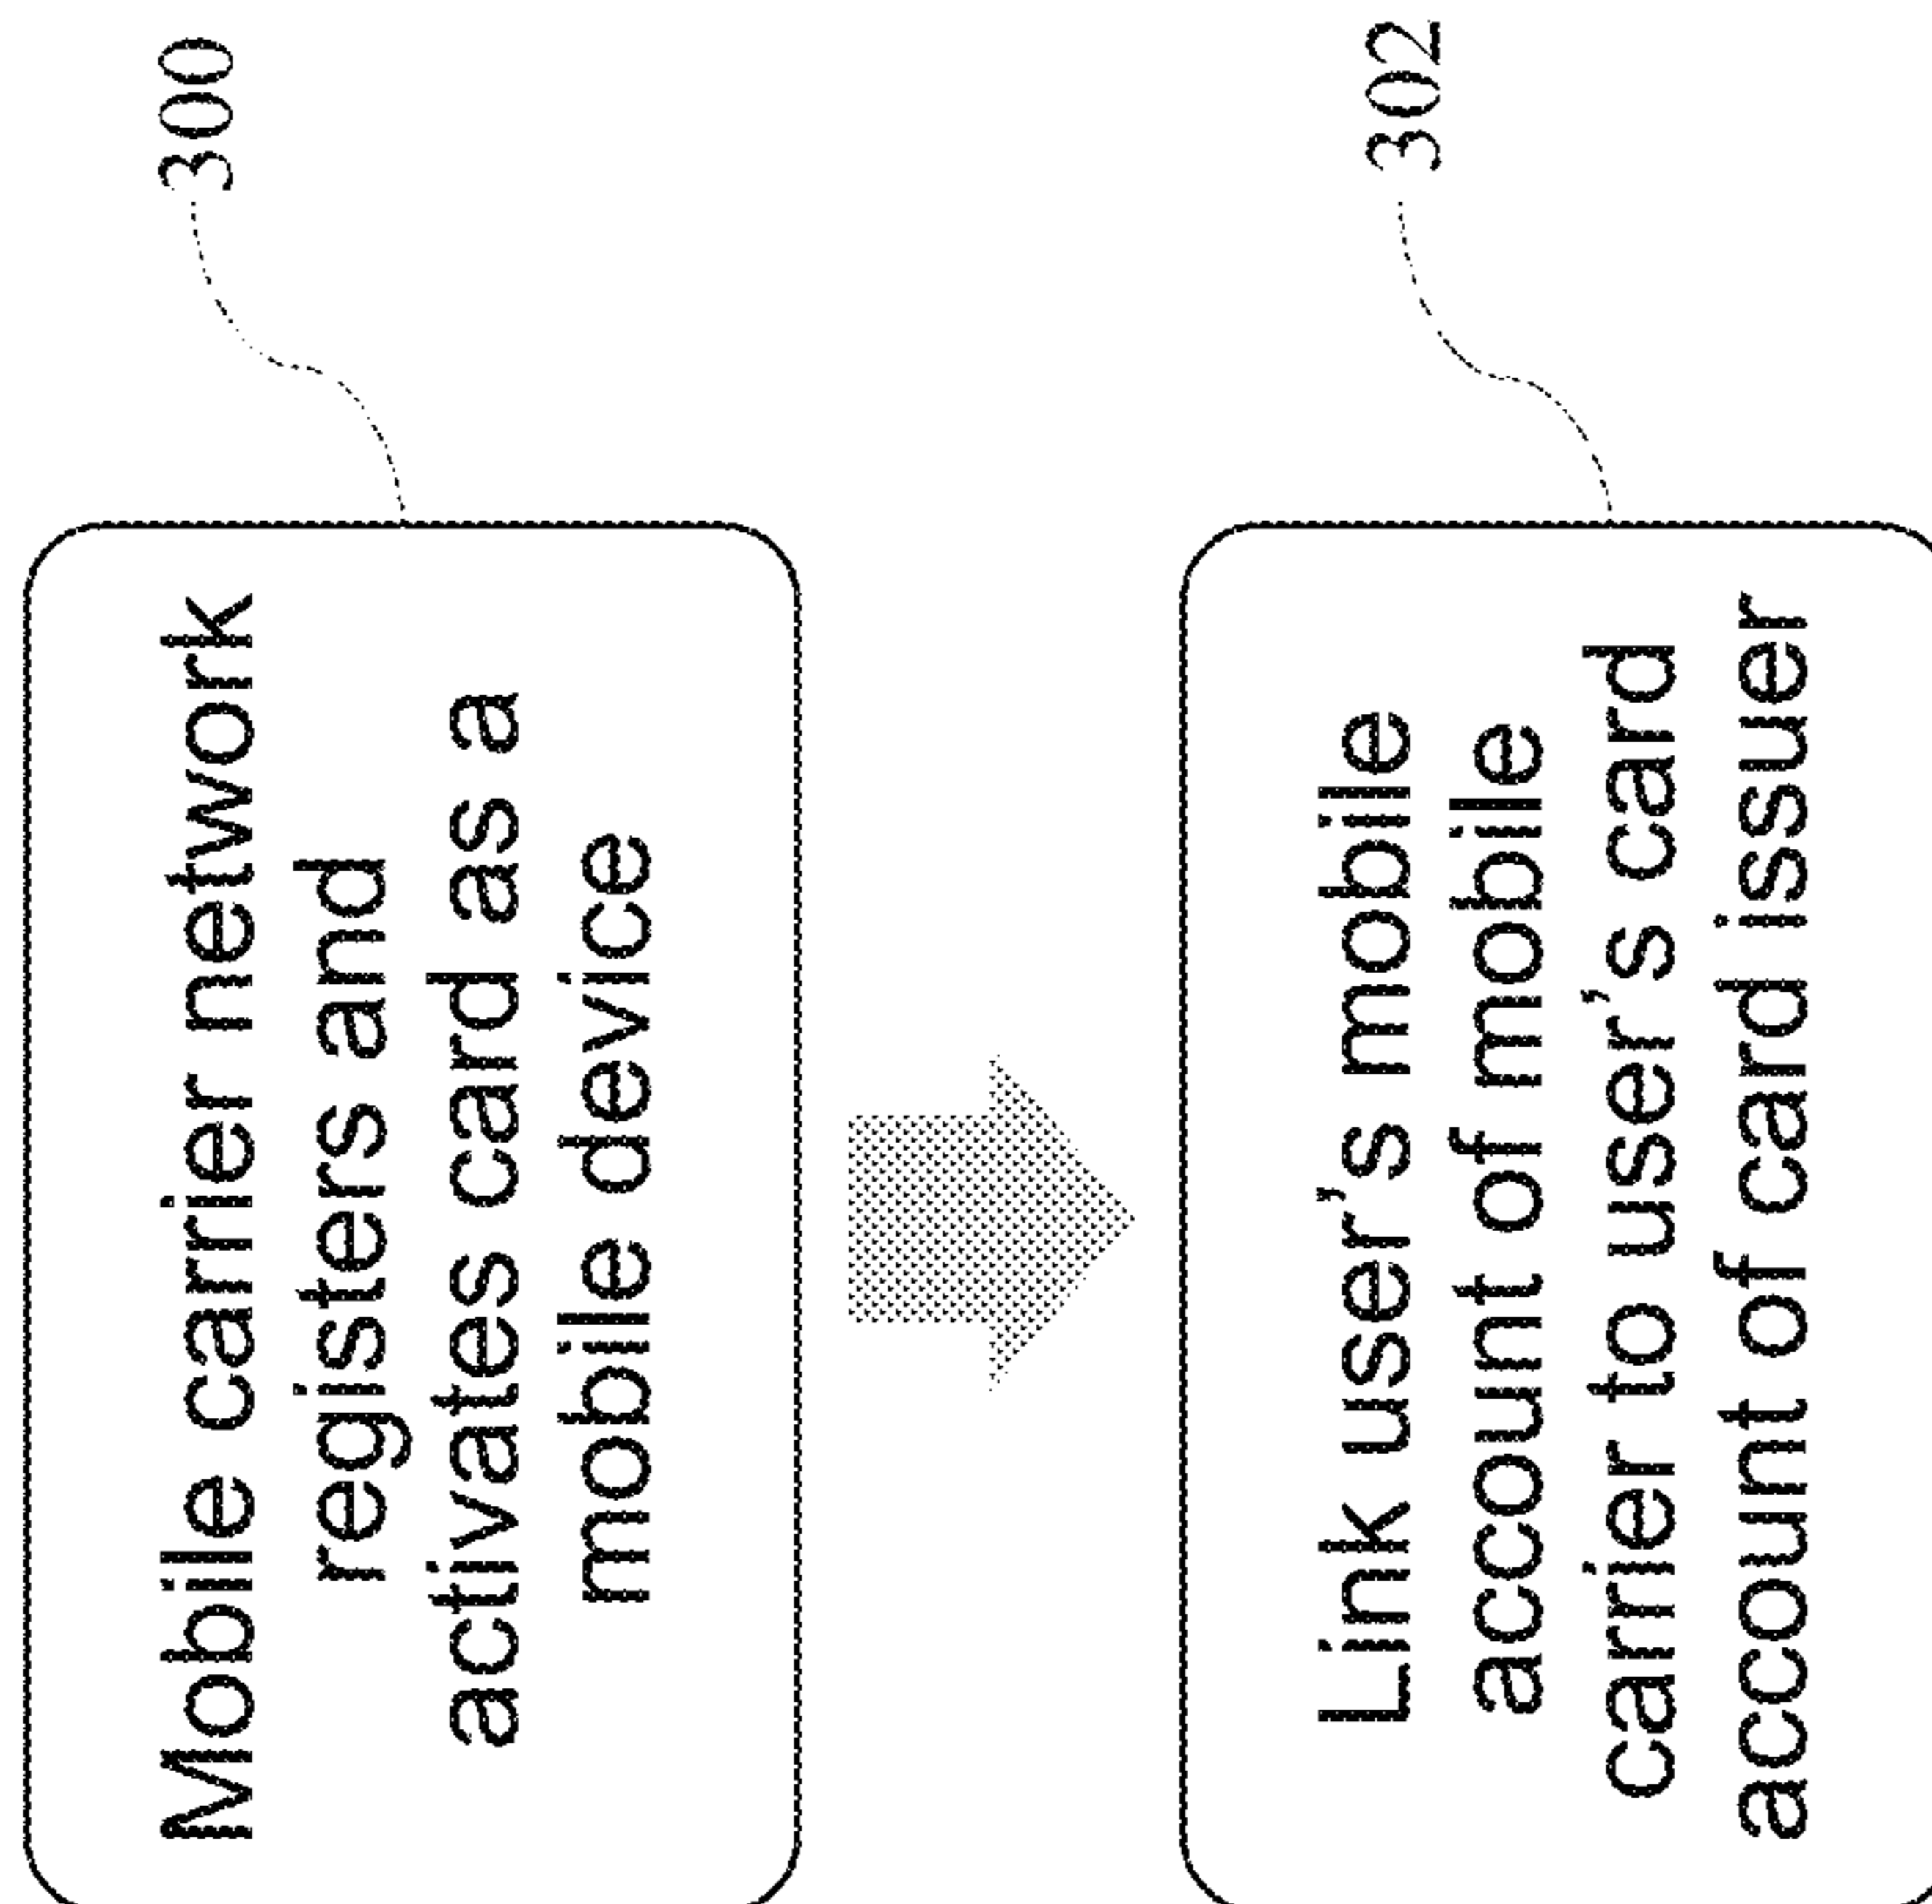 Mobile carrier network
registers and
activates card as a
mobile device
300
Link user's mobile
account of mobile
carrier to user's card
account of card issuer
302